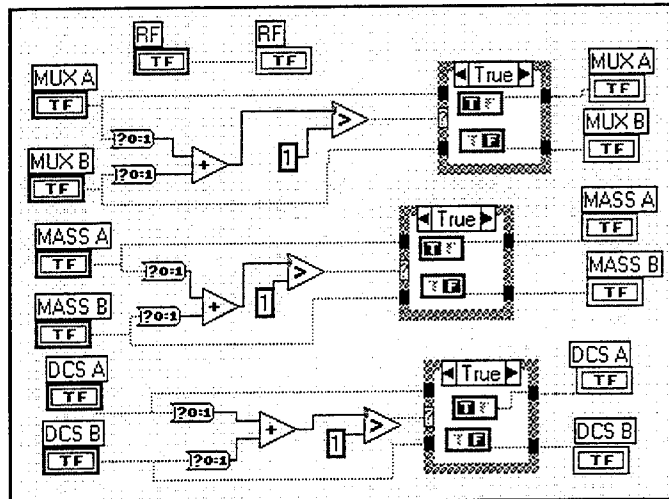 RF RF
TF TF
MUX A
TF
?0:1
MUX B
TF
?0:1
+
1
>
True
?
T F
T F
MUX A
TF
MUX B
TF
MASS A
TF
?0:1
MASS B
TF
?0:1
+
1
>
True
?
T F
T F
MASS A
TF
MASS B
TF
DCS A
TF
?0:1
DCS B
TF
?0:1
+
1
>
True
?
T F
T F
DCS A
TF
DCS B
TF